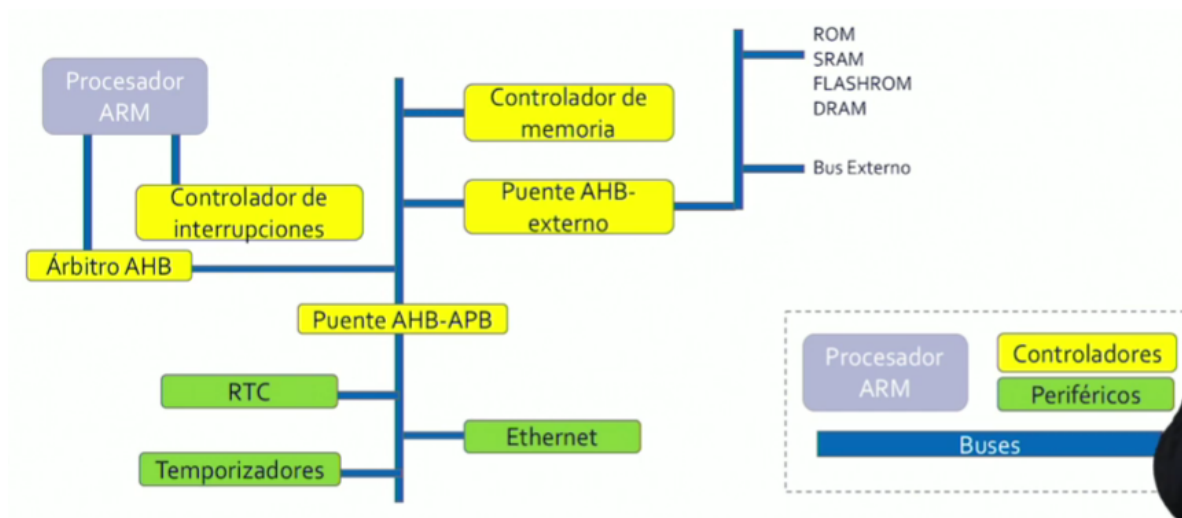 Procesador
ARM
Controlador de
interrupciones
Árbitro AHB
Controlador de
memoria
Puente AHB-
externo
ROM
SRAM
FLASHROM
DRAM
Bus Externo
Puente AHB-APB
RTC
Ethernet
Temporizadores
Procesador
ARM
Controladores
Periféricos
Buses